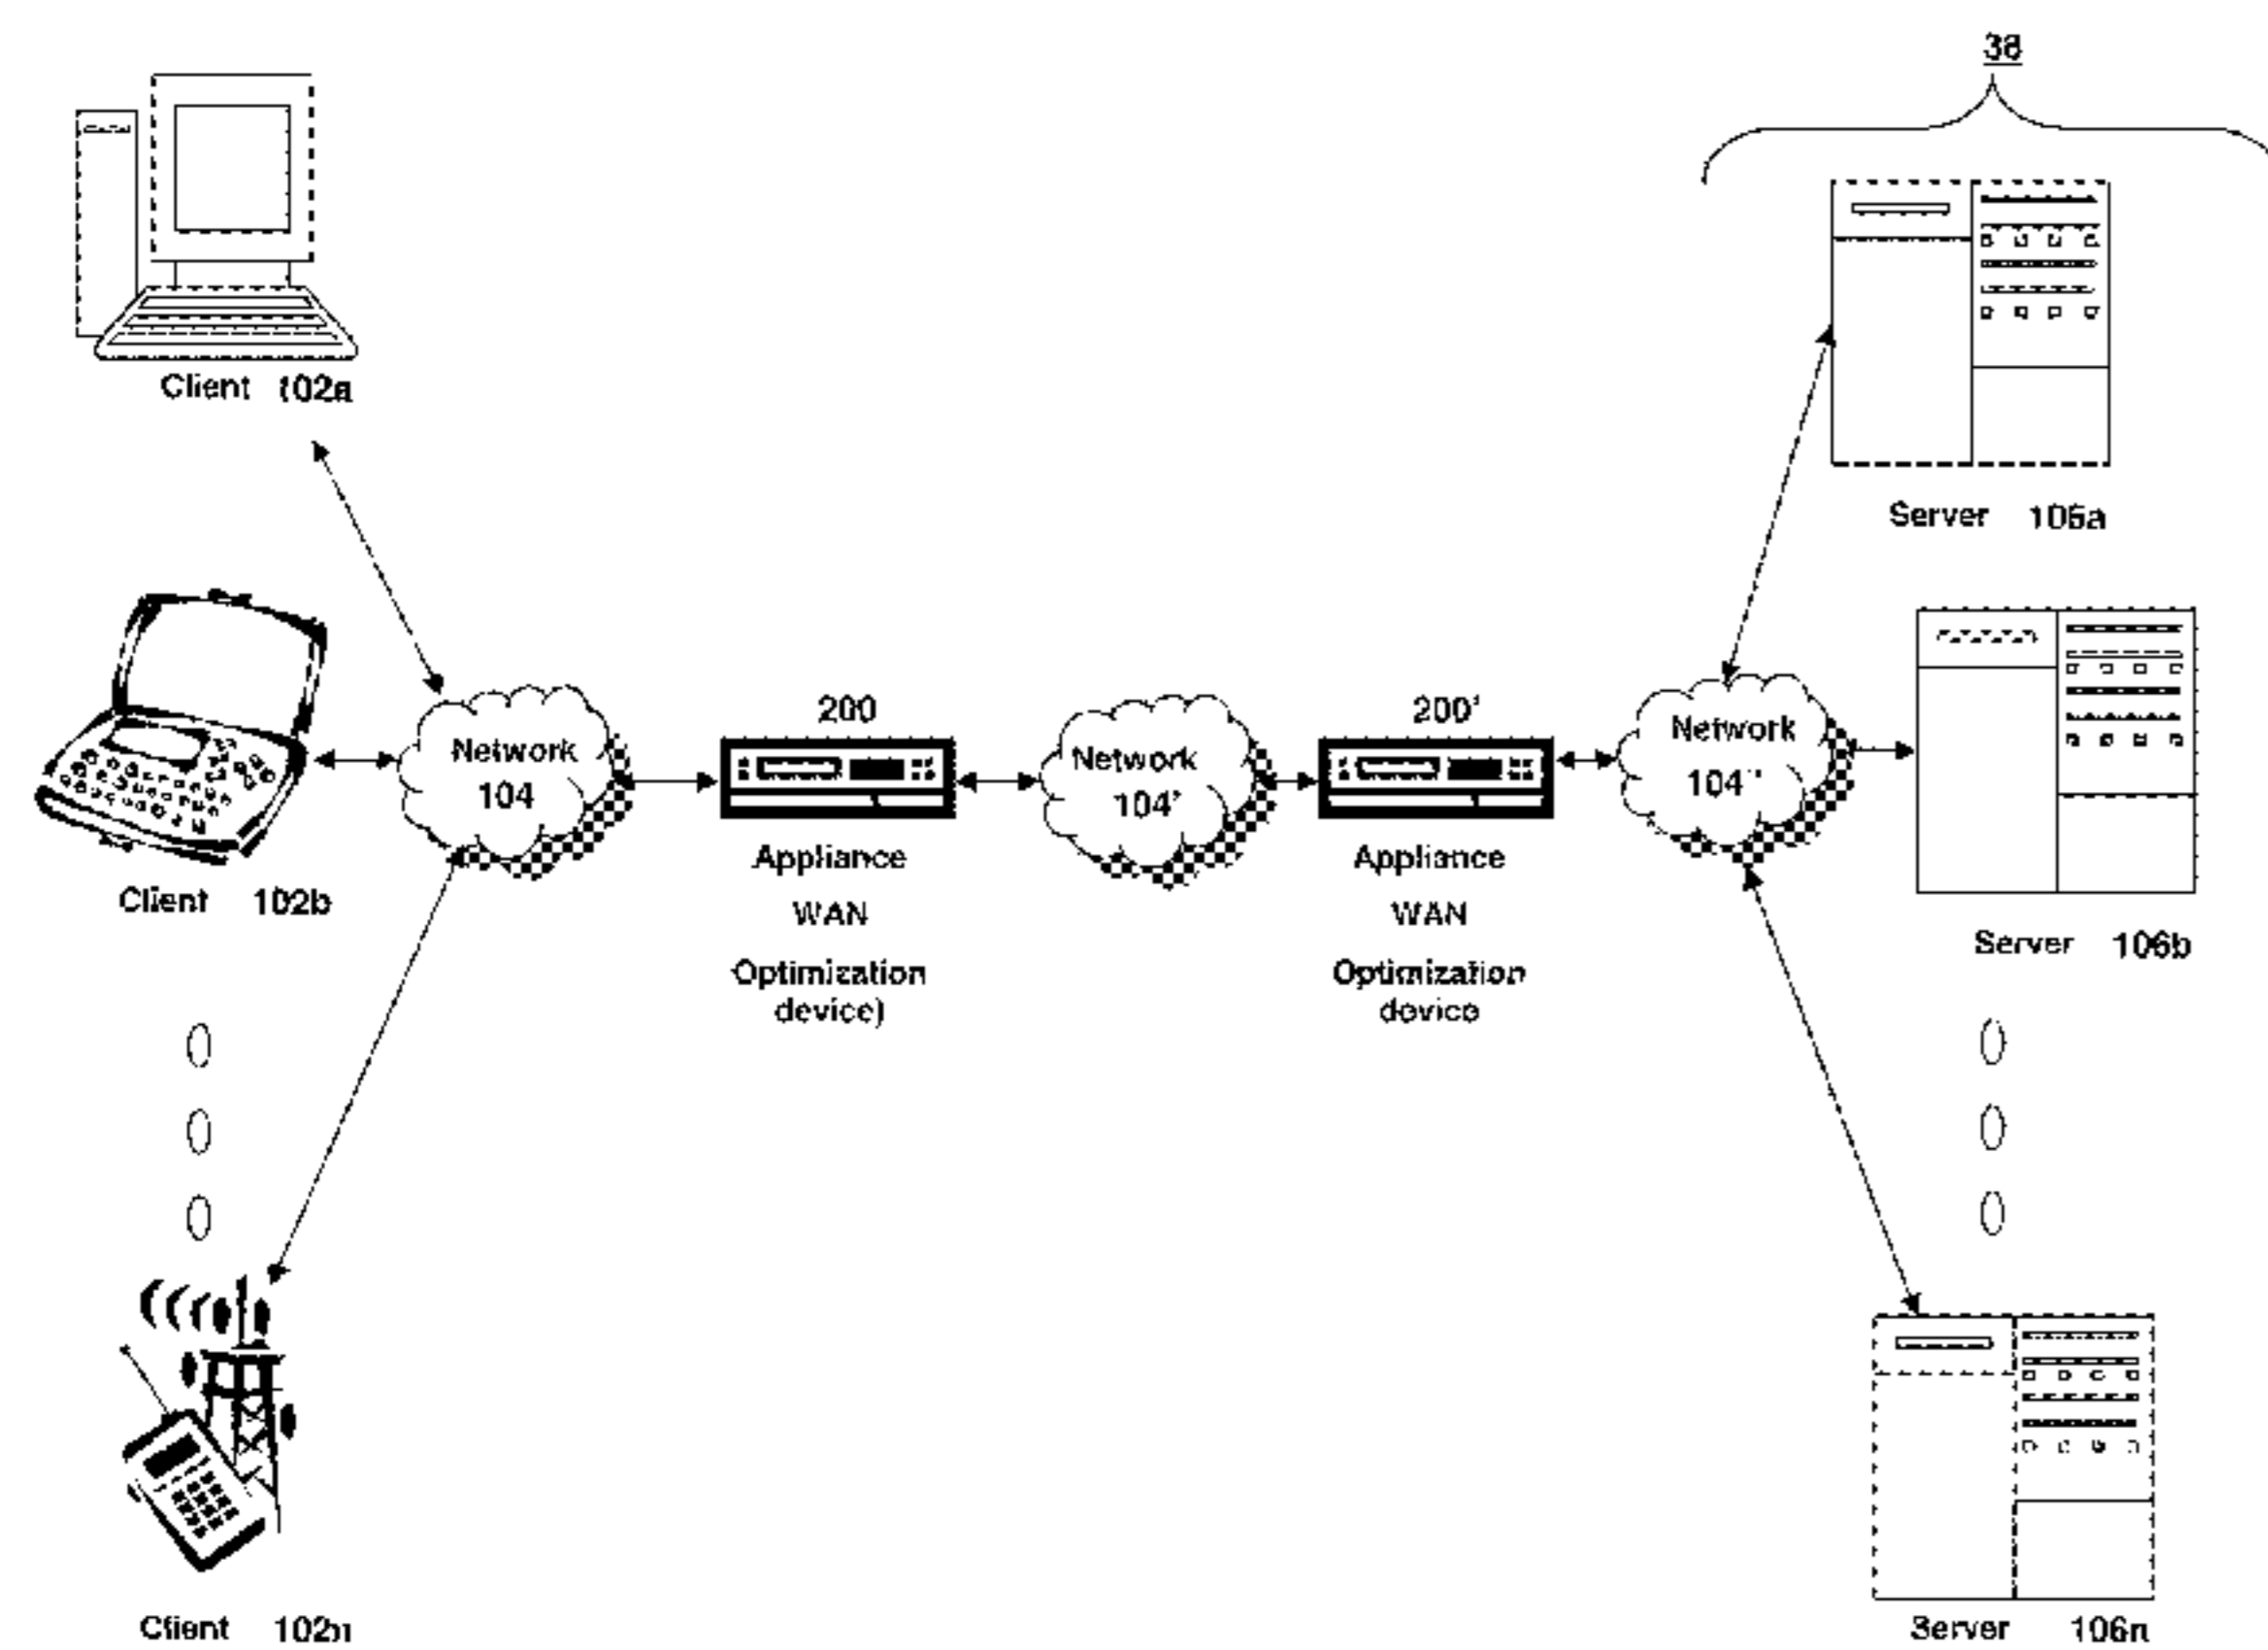 38
Client 102a
Server 106a
200
200'
Network
104
Network
104'
Network
104''
Appliance
WAN
Optimization
device)
Appliance
WAN
Optimization
device
Client 102b
Server 106b
Client 102n
Server 106n